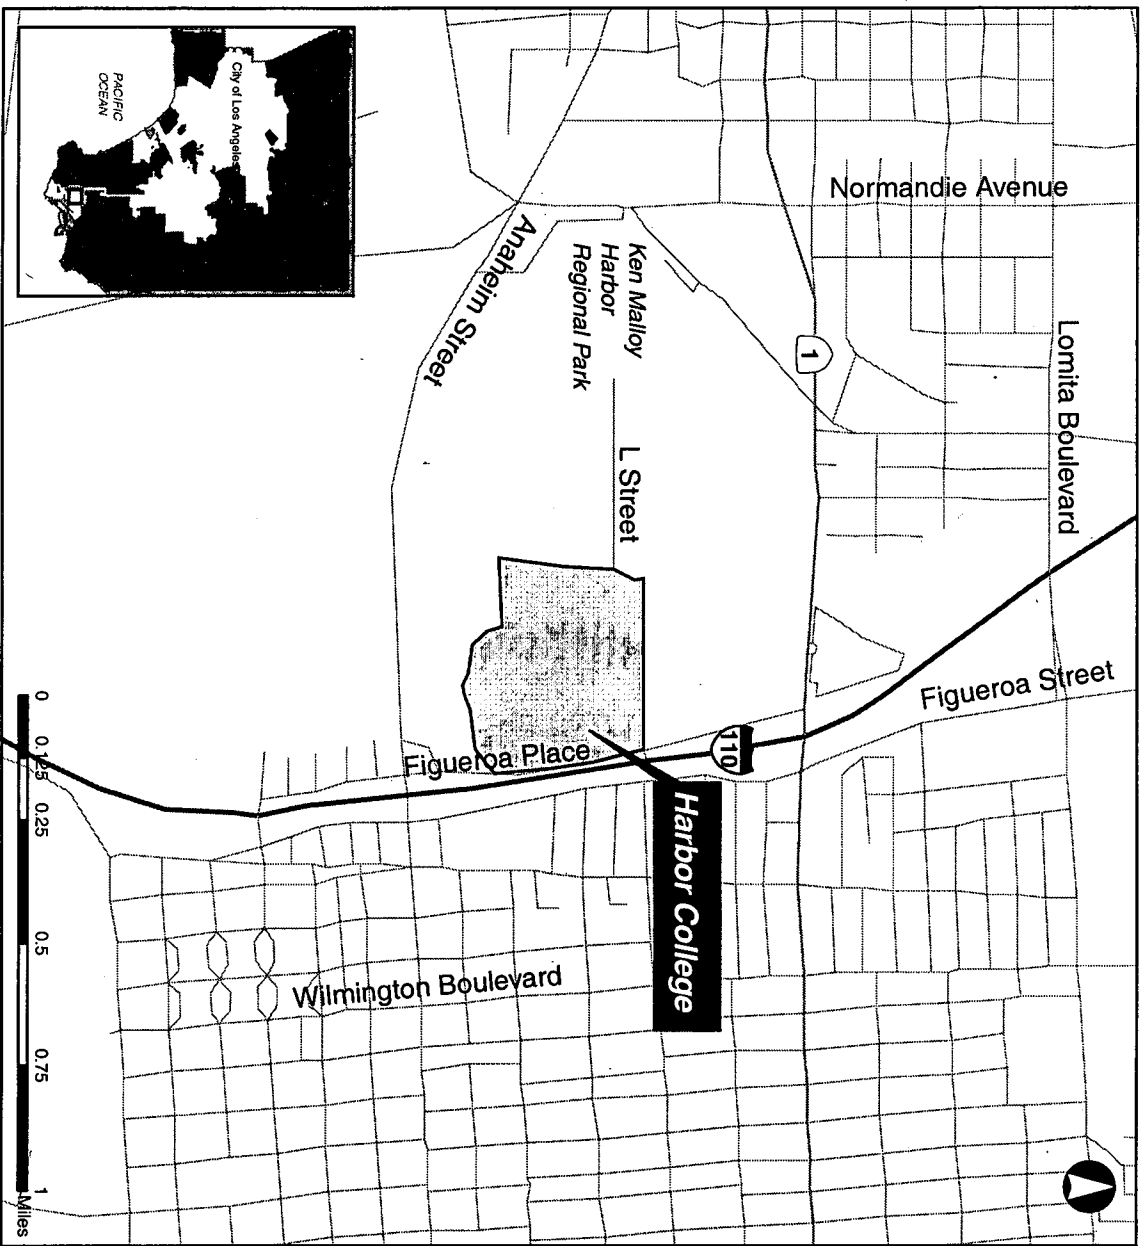 Lomita Boulevard
Normandie Avenue
1
Figueroa Street
Ken Malloy
Harbor
Regional Park
L Street
110
Harbor College
Anaheim Street
Figueroa Place
Wilmington Boulevard
City of Los Angeles
PACIFIC
OCEAN
0 0.125 0.25 0.5 0.75 1
Miles